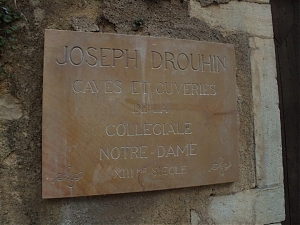 JOSEPH DROUHIN
CAVES ET CUVERIES
DE LA
COLLEGIALE
NOTRE-DAME
XIIIᵉ SIECLE